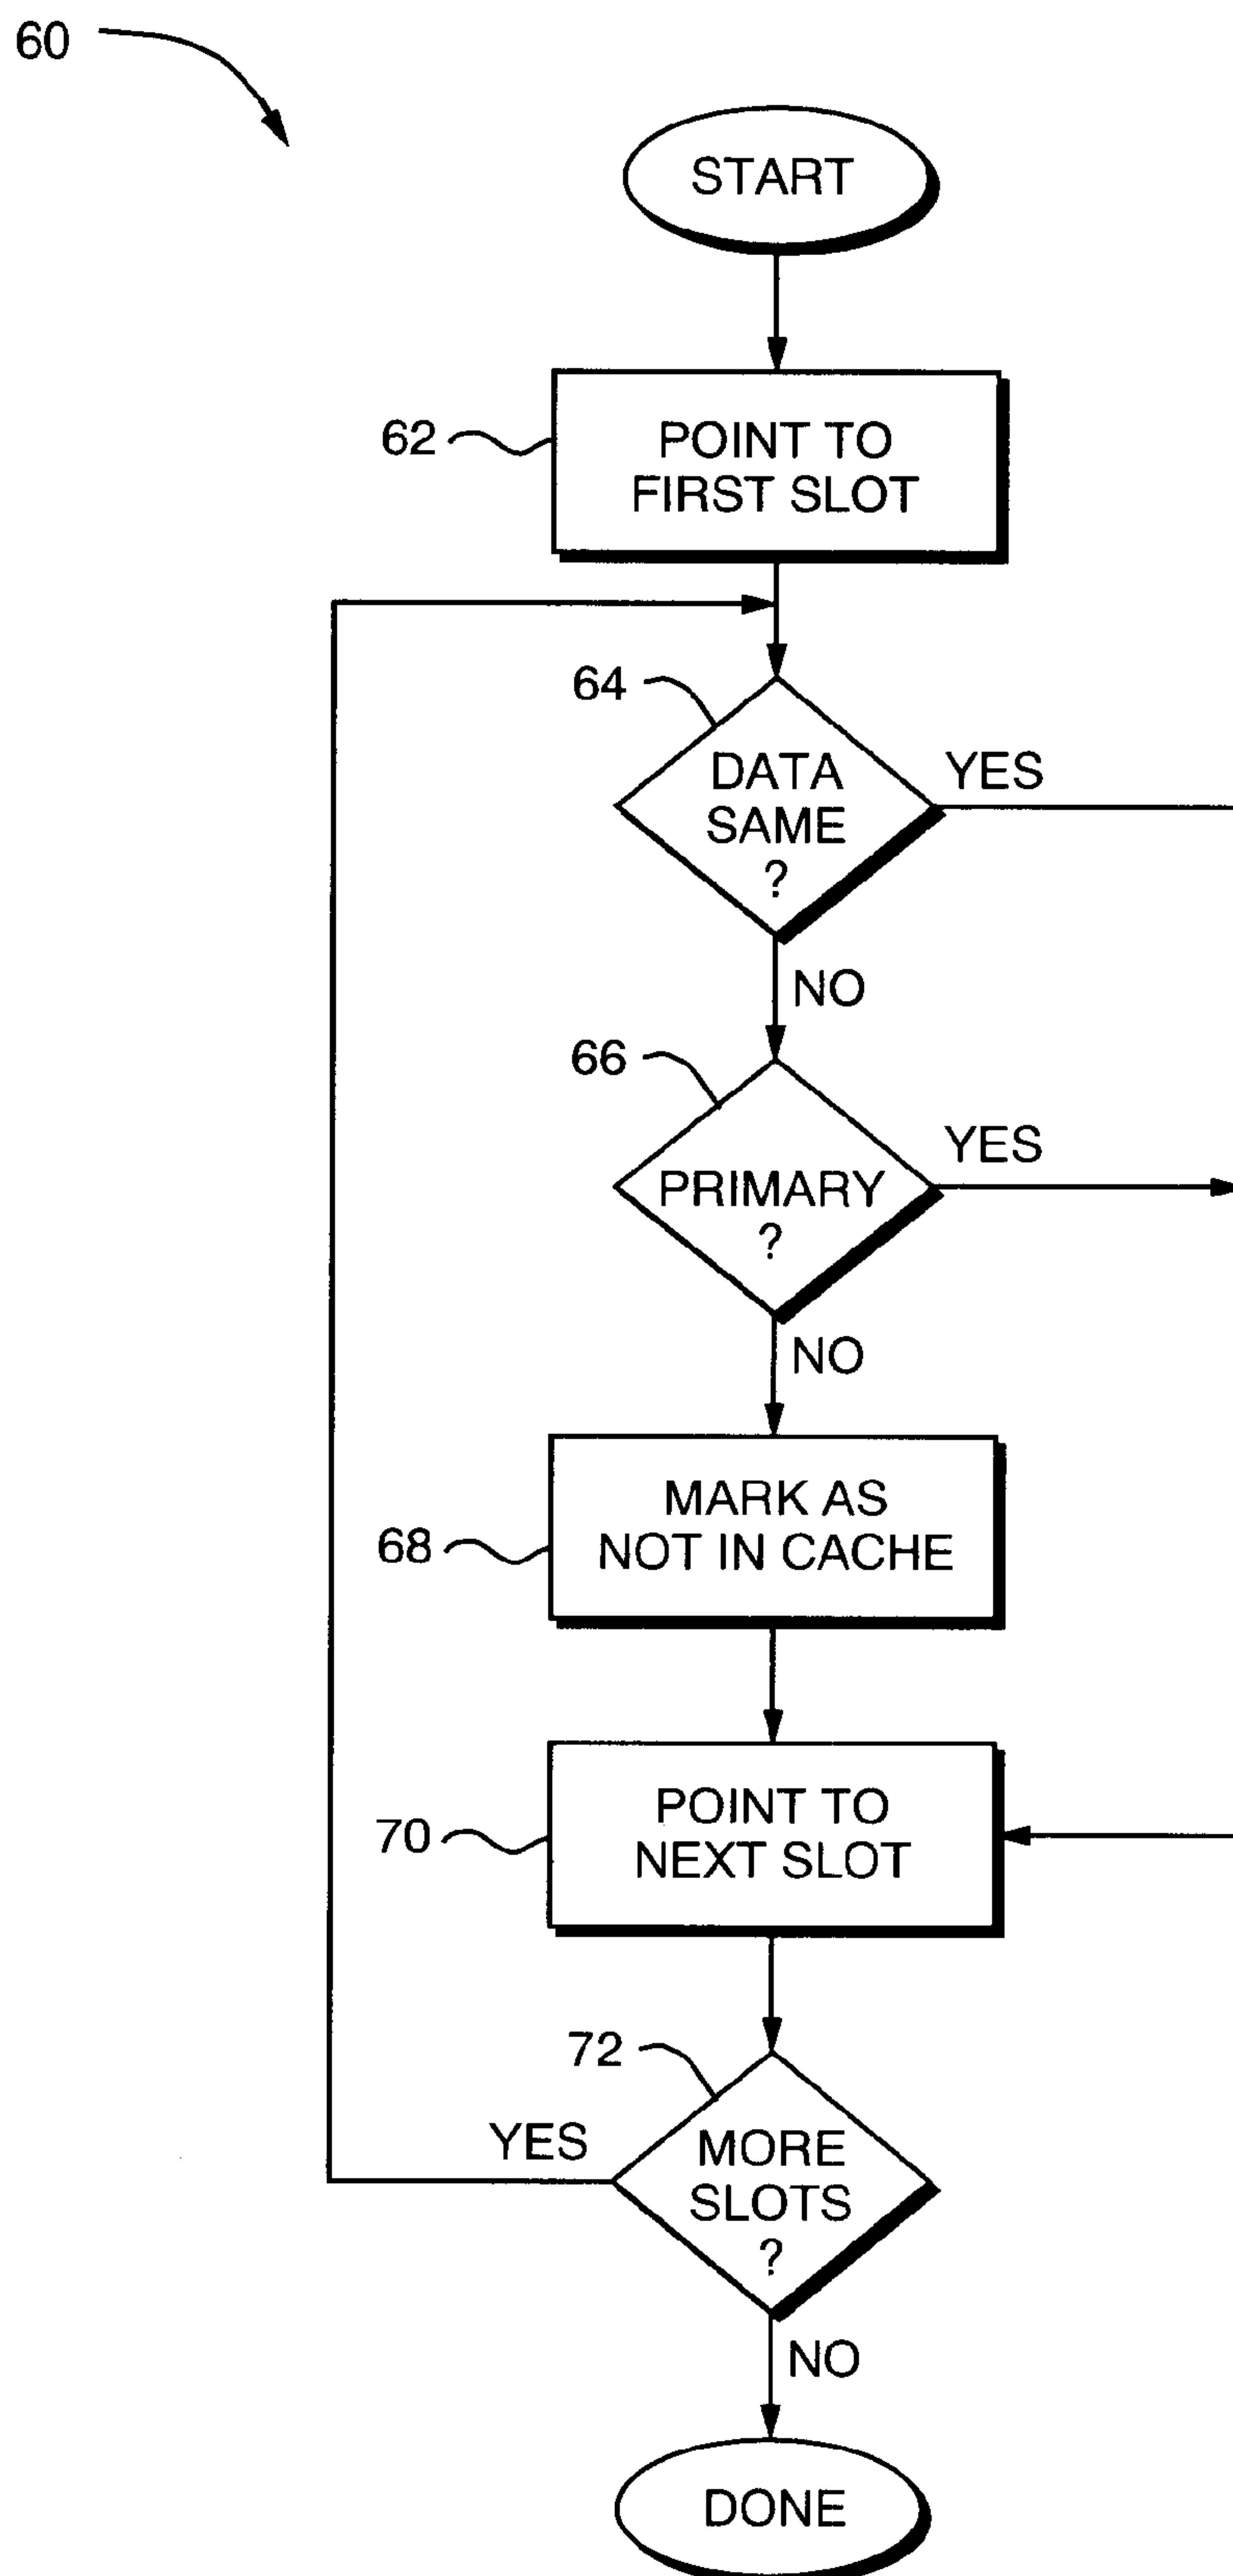 60
START
62
POINT TO
FIRST SLOT
64
DATA
SAME
?
YES
NO
66
PRIMARY
?
YES
NO
68
MARK AS
NOT IN CACHE
70
POINT TO
NEXT SLOT
72
YES
MORE
SLOTS
?
NO
DONE